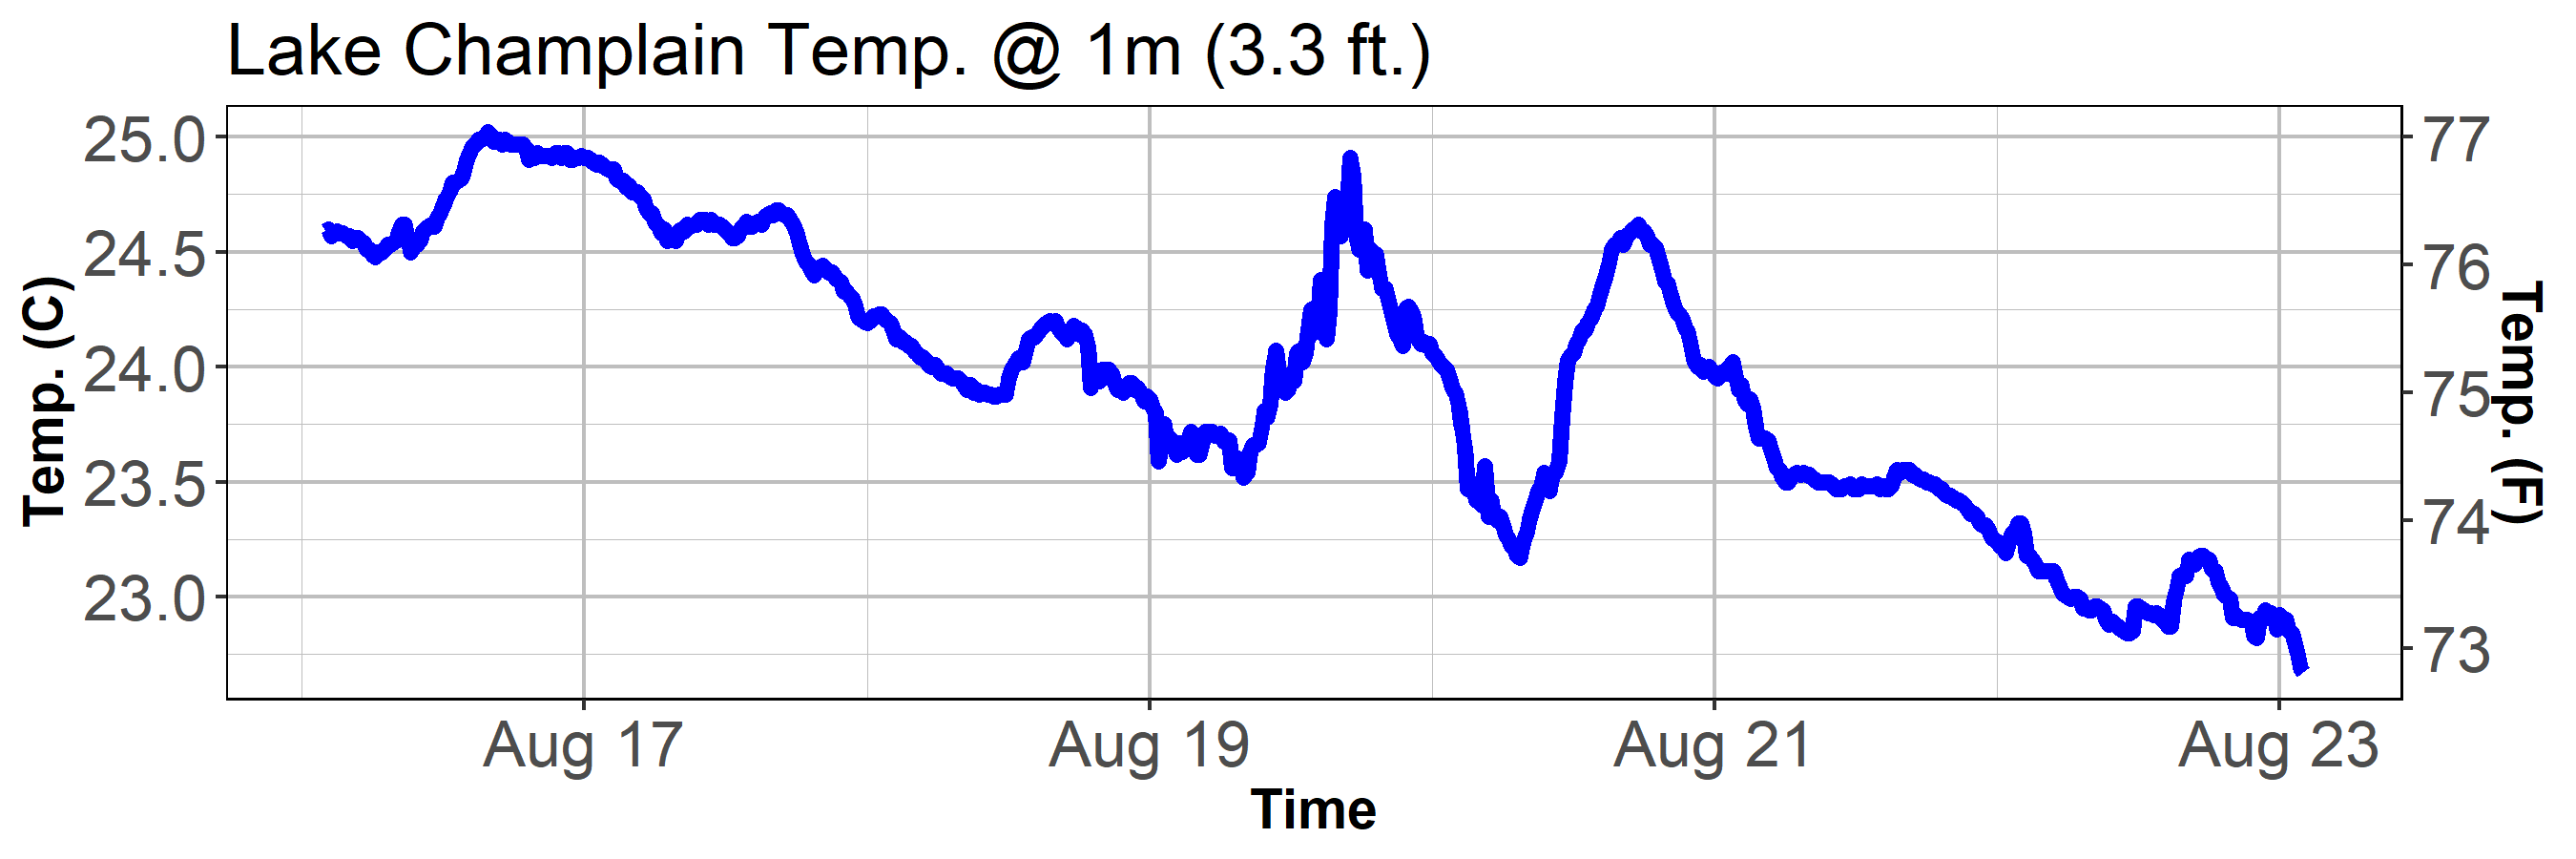 Lake Champlain Temp. @ 1m (3.3 ft.)
Temp. (C)
25.0
24.5
24.0
23.5
23.0
77
76
75
74
73
Temp. (F)
Aug 17
Aug 19
Aug 21
Aug 23
Time